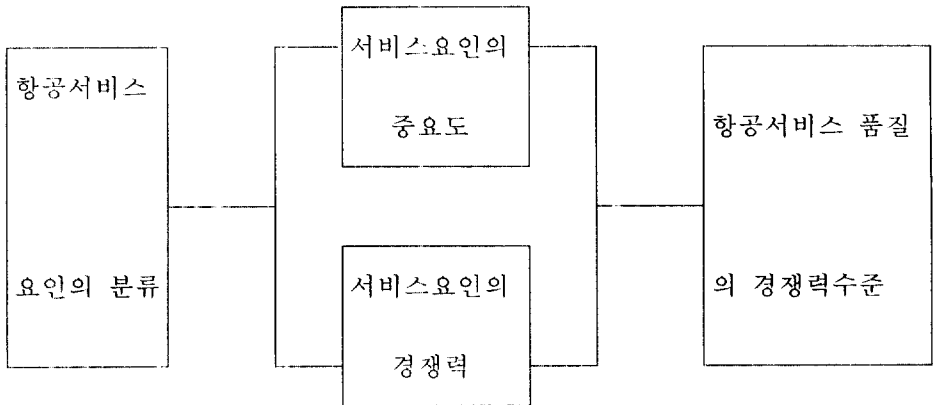 항공서비스
요인의 분류
서비스요인의
중요도
서비스요인의
경쟁력
항공서비스 품질
의 경쟁력수준